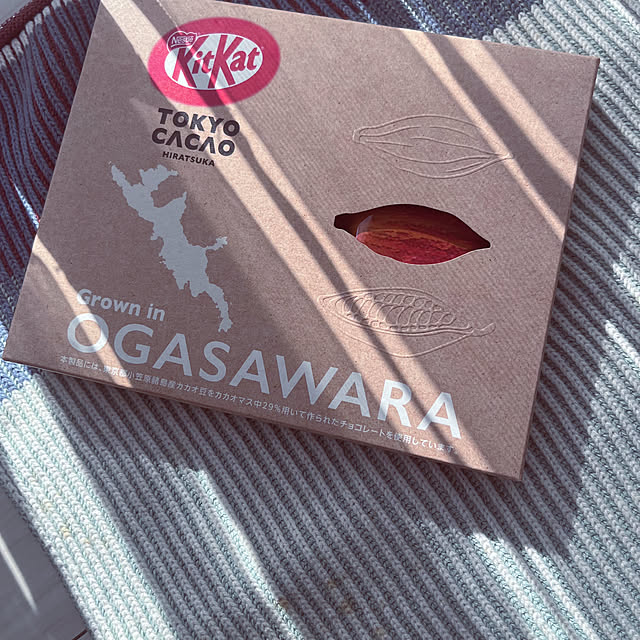 Nestlé
KitKat
TOKYO
CACAO
HIRATSUKA
Grown in
OGASAWARA
本製品には、東京都小笠原諸島母島産カカオ豆をカカオマス中29%用いて作られたチョコレートを使用しています。